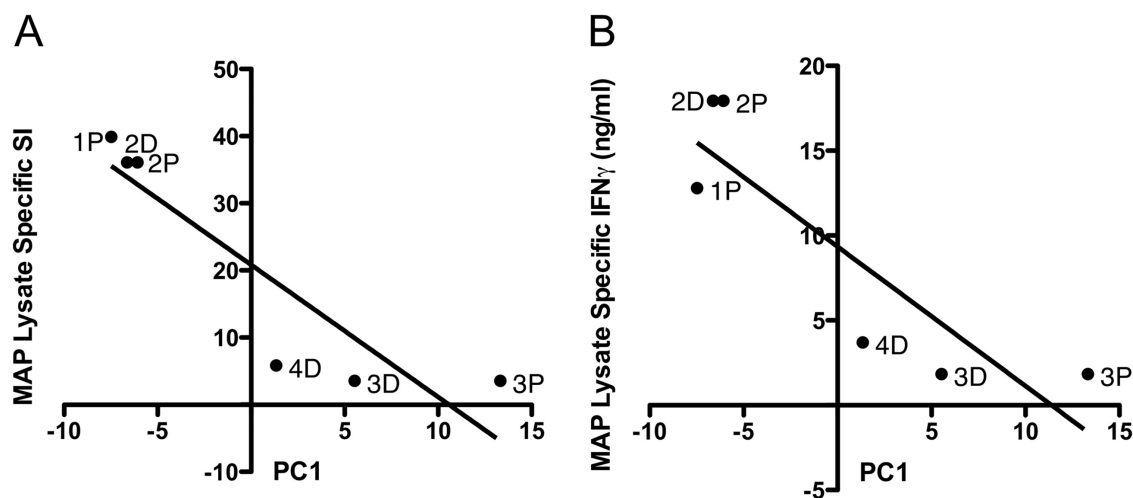 A
MAP Lysate Specific SI
50
40
30
20
10
-10
-10
-5
5
10
15
1P
2D
2P
4D
3D
3P
PC1
B
MAP Lysate Specific IFNγ (ng/ml)
20
15
10
5
-5
-10
-5
5
10
15
2D
2P
1P
4D
3D
3P
PC1